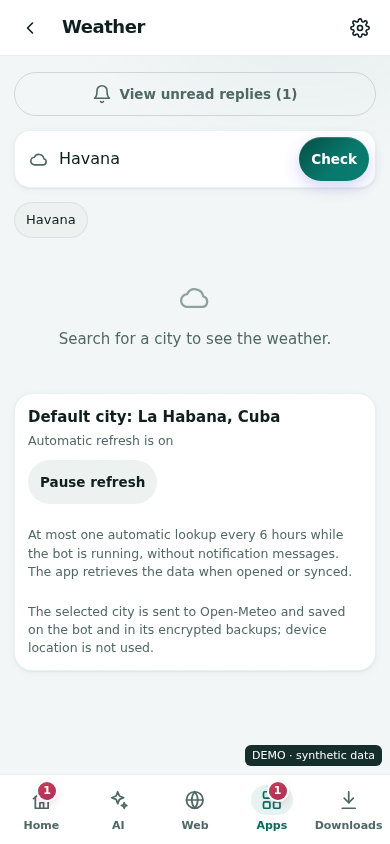 Weather
View unread replies (1)
Havana
Check
Havana
Search for a city to see the weather.
Default city: La Habana, Cuba
Automatic refresh is on
Pause refresh
At most one automatic lookup every 6 hours while
the bot is running, without notification messages.
The app retrieves the data when opened or synced.
The selected city is sent to Open-Meteo and saved
on the bot and in its encrypted backups; device
location is not used.
DEMO · synthetic data
1
1
Home
AI
Web
Apps
Downloads